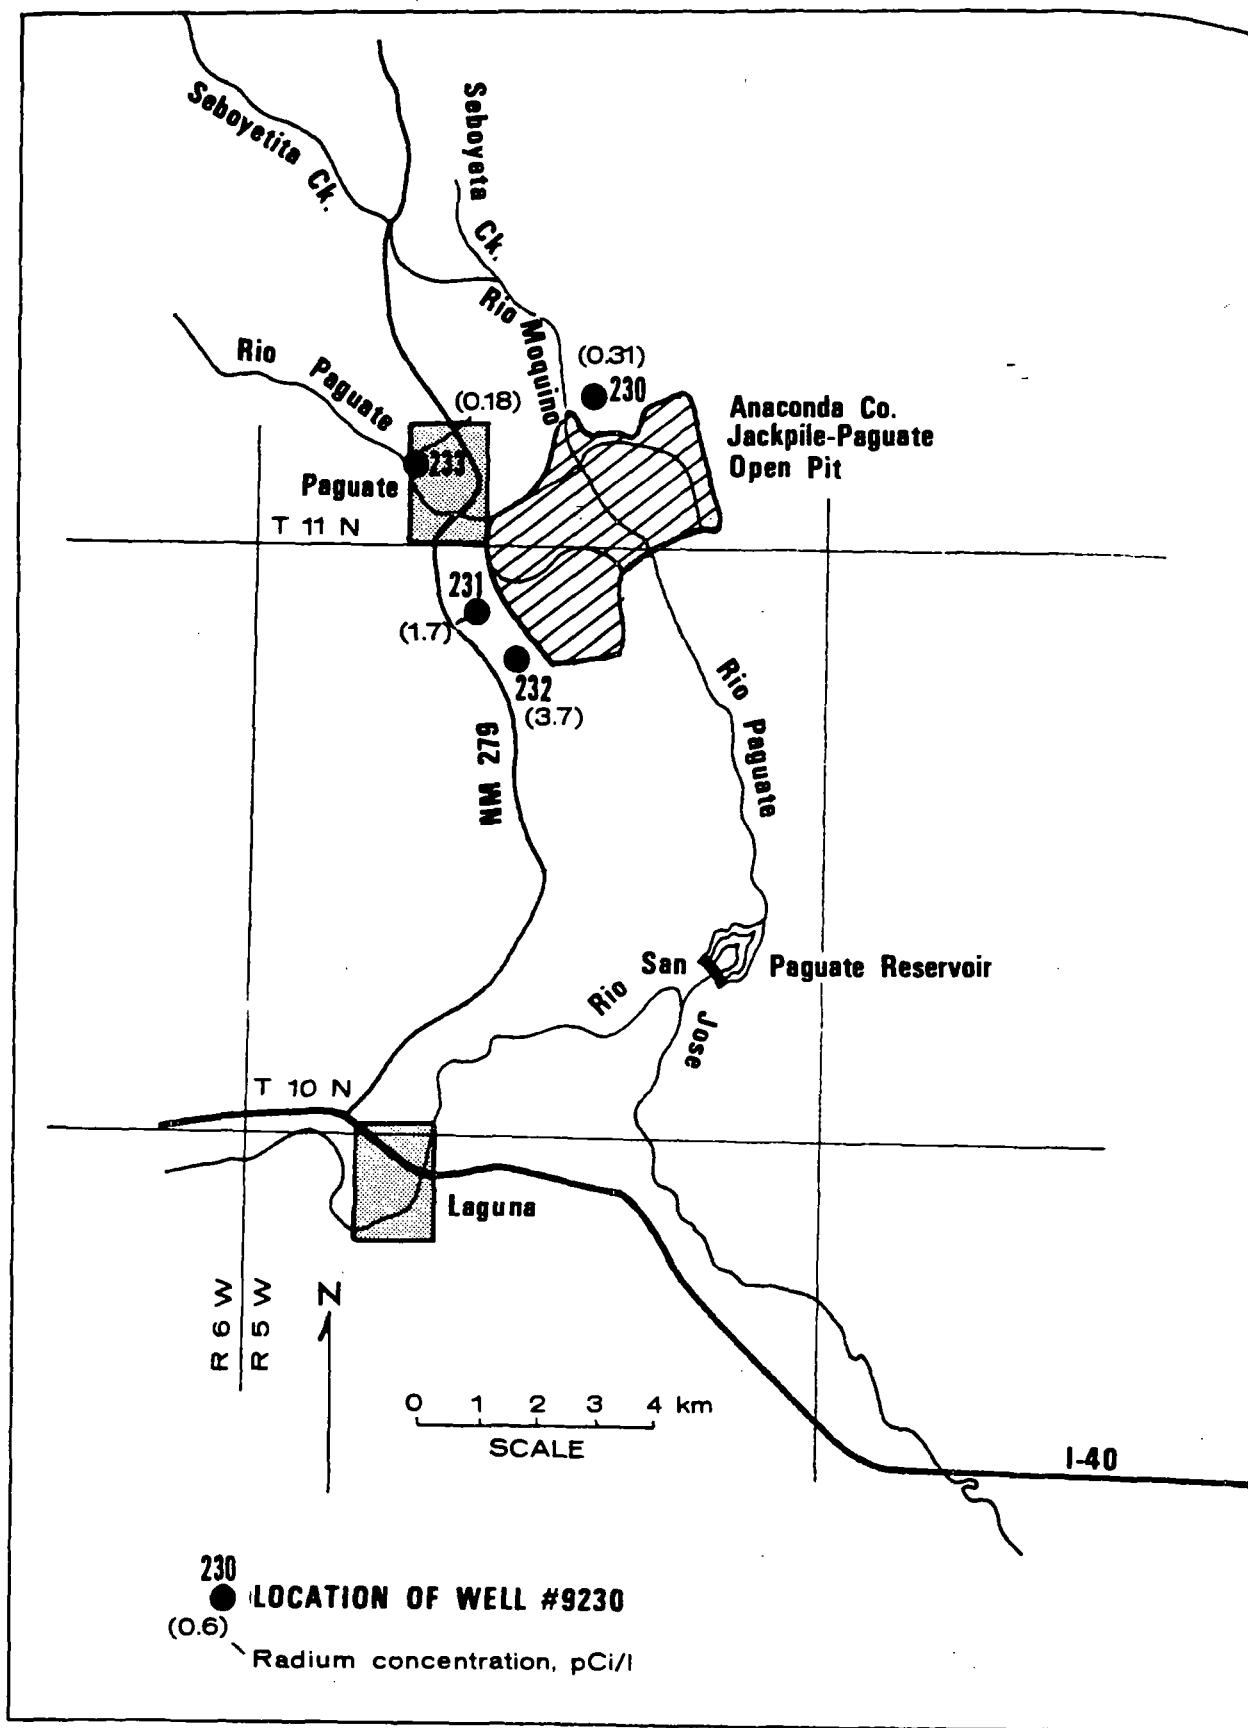 Seboyetita Ck.
Seboyeta Ck.
Rio Moquino
(0.31)
230
Rio Paguate
(0.18)
233
Paguate
Anaconda Co.
Jackpile-Paguate
Open Pit
T 11 N
231
(1.7)
232
(3.7)
NM 279
Rio Paguate
San
Paguate Reservoir
Rio
Jose
T 10 N
Laguna
R 6 W
R 5 W
N
0 1 2 3 4 km
SCALE
I-40
230
LOCATION OF WELL #9230
(0.6)
Radium concentration, pCi/l